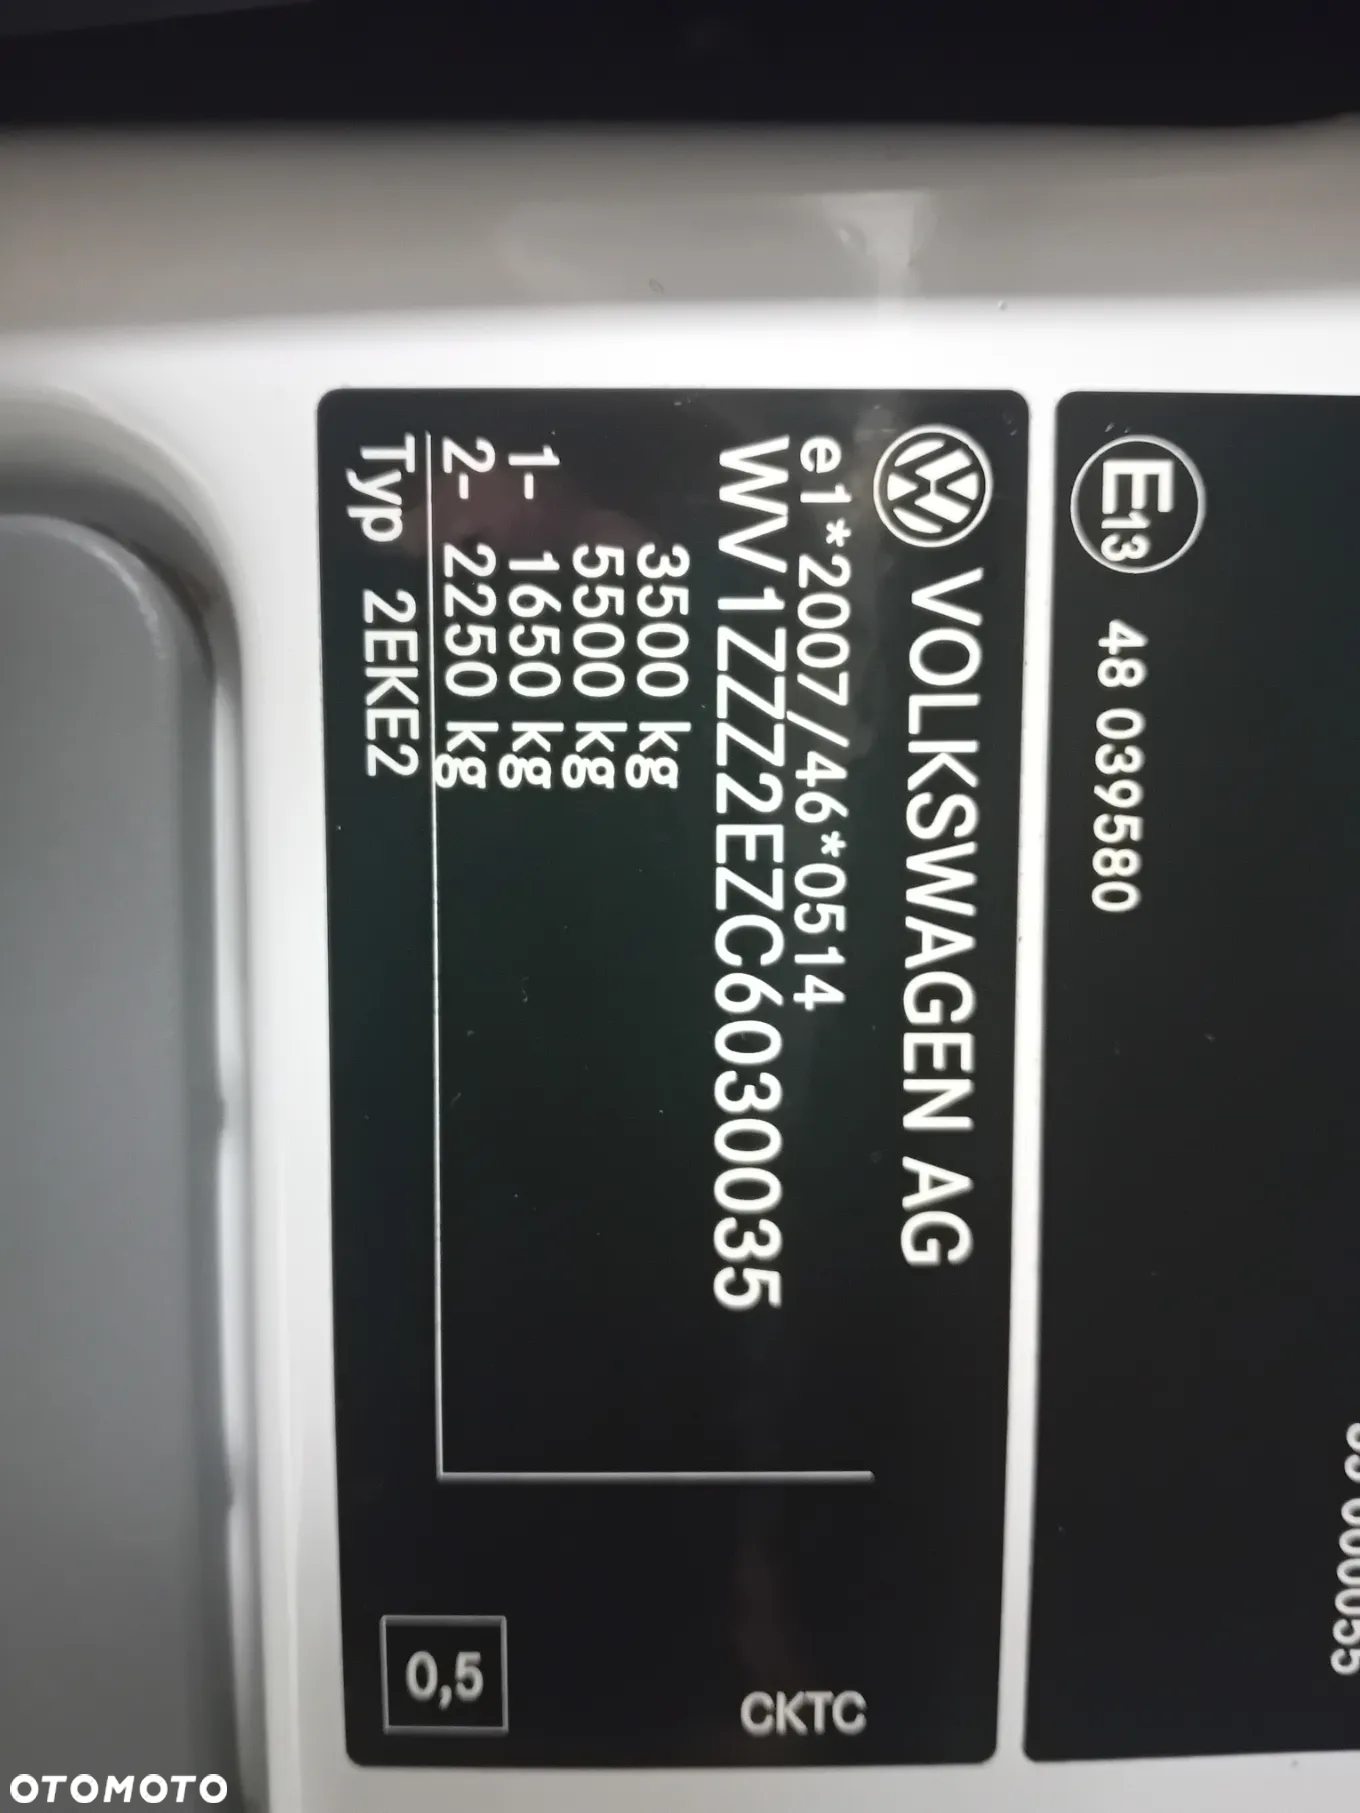 E13 48 039580
VOLKSWAGEN AG
e1*2007/46*0514
WV1ZZZ2EZC6030035
3500 kg
5500 kg
1- 1650 kg
2- 2250 kg
Typ 2EKE2
CKTC
0,5
OTOMOTO